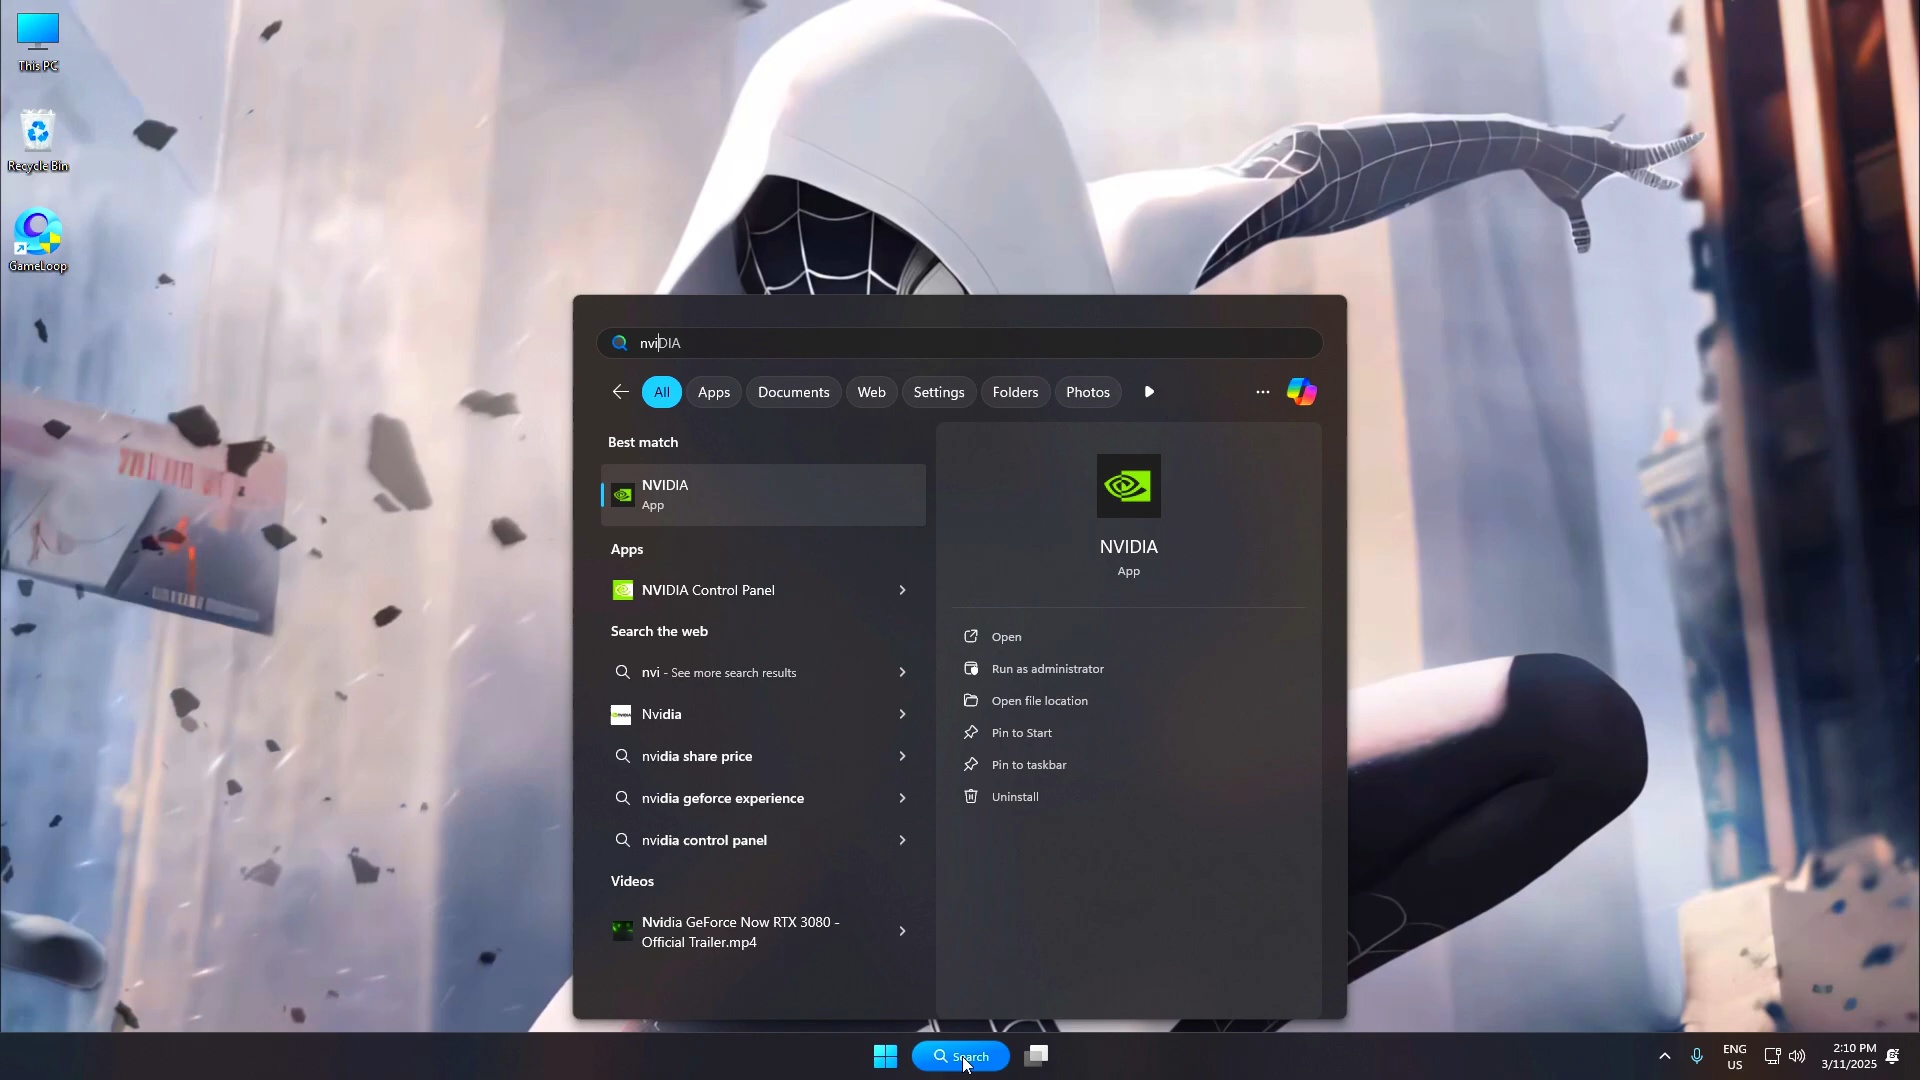 This PC
Recycle Bin
GameLoop
nviDIA
All
Apps
Documents
Web
Settings
Folders
Photos
Best match
NVIDIA
App
Apps
NVIDIA Control Panel
Search the web
nvi - See more search results
Nvidia
nvidia share price
nvidia geforce experience
nvidia control panel
Videos
Nvidia GeForce Now RTX 3080 -
Official Trailer.mp4
NVIDIA
App
Open
Run as administrator
Open file location
Pin to Start
Pin to taskbar
Uninstall
Search
ENG
US
2:10 PM
3/11/2025